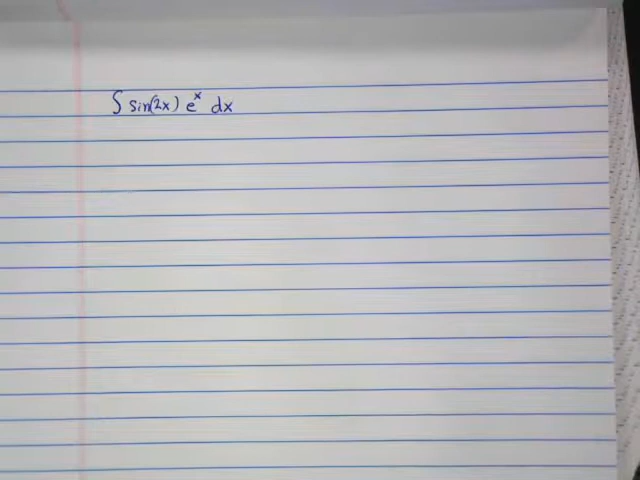 ∫ sin(2x) eˣ dx